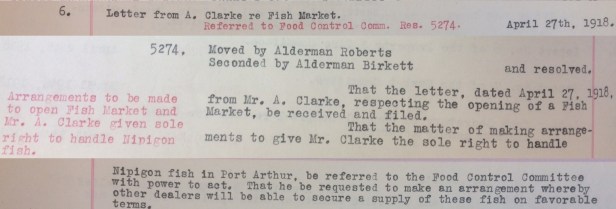 6. Letter from A. Clarke re Fish Market.
Referred to Food Control Comm. Res. 5274. April 27th, 1918.
5274. Moved by Alderman Roberts
Seconded by Alderman Birkett
and resolved.
Arrangements to be made
to open Fish Market and
Mr. A. Clarke given sole
right to handle Nipigon
fish.
That the letter, dated April 27, 1918,
from Mr. A. Clarke, respecting the opening of a Fish
Market, be received and filed.
That the matter of making arrange-
ments to give Mr. Clarke the sole right to handle
Nipigon fish in Port Arthur, be referred to the Food Control Committee
with power to act. That he be requested to make an arrangement whereby
other dealers will be able to secure a supply of these fish on favorable
terms.